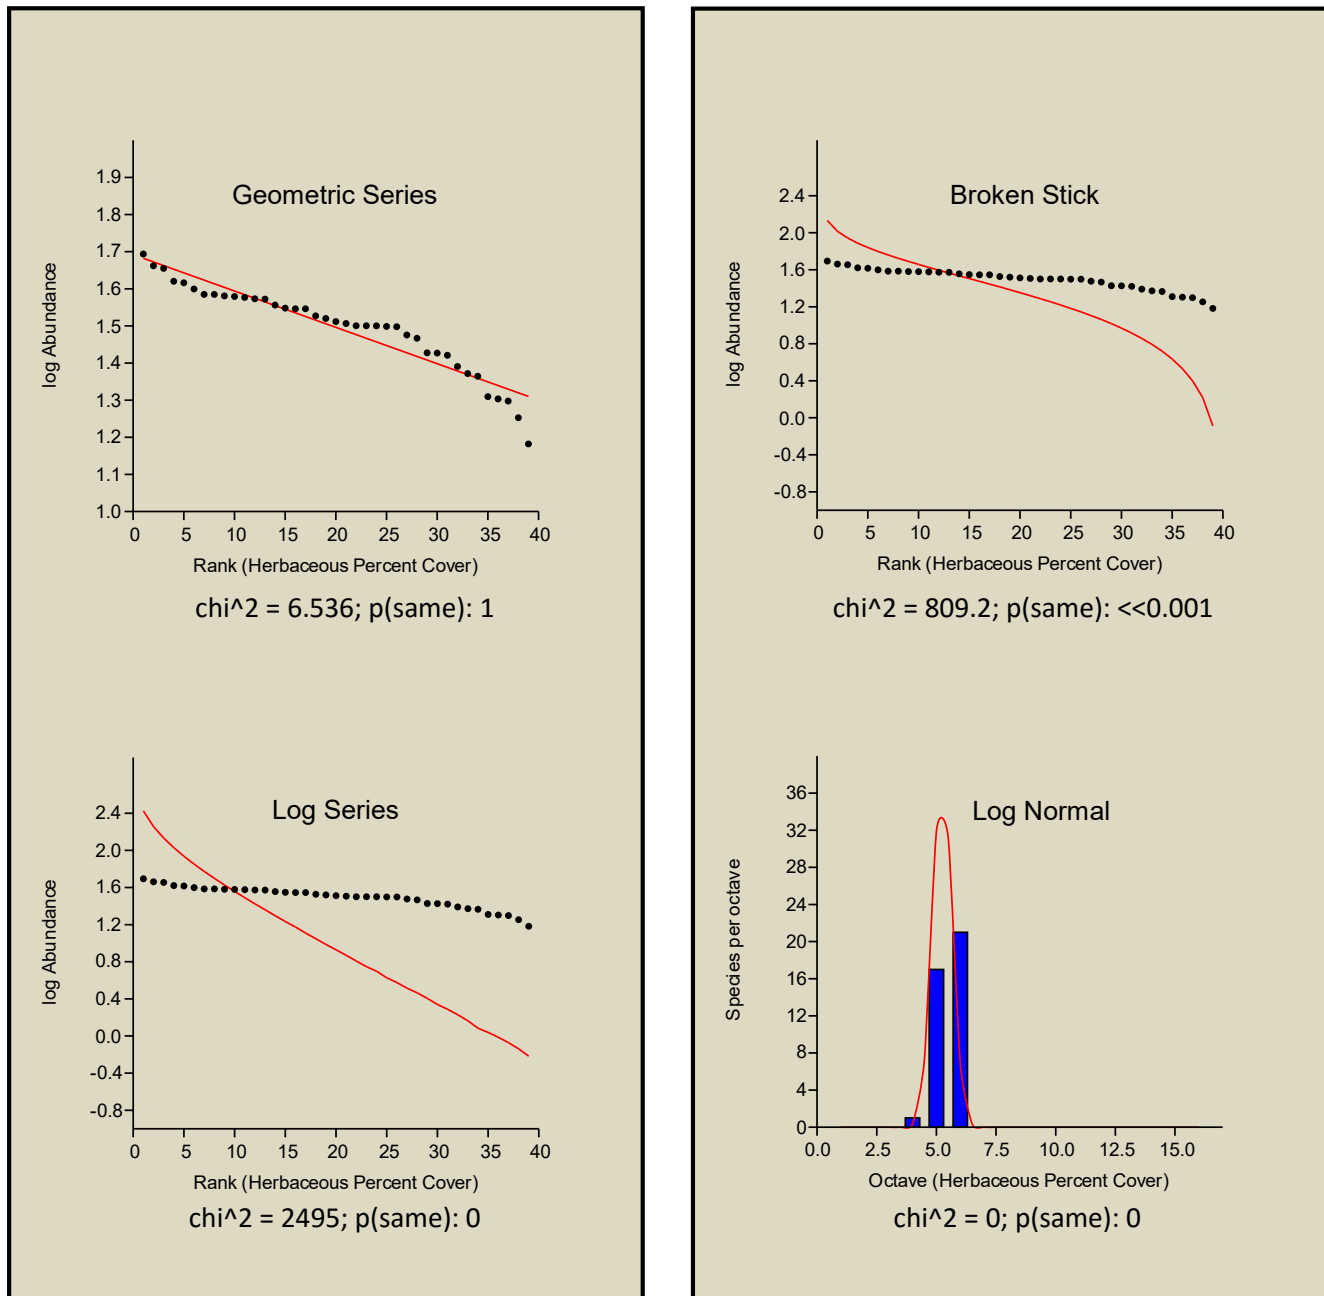 Geometric Series
1.9
1.8
1.7
1.6
1.5
1.4
1.3
1.2
1.1
1.0
log Abundance
0 5 10 15 20 25 30 35 40
Rank (Herbaceous Percent Cover)
chi^2 = 6.536; p(same): 1
Broken Stick
2.4
2.0
1.6
1.2
0.8
0.4
0.0
-0.4
-0.8
log Abundance
0 5 10 15 20 25 30 35 40
Rank (Herbaceous Percent Cover)
chi^2 = 809.2; p(same): <<0.001
Log Series
2.4
2.0
1.6
1.2
0.8
0.4
0.0
-0.4
-0.8
log Abundance
0 5 10 15 20 25 30 35 40
Rank (Herbaceous Percent Cover)
chi^2 = 2495; p(same): 0
Log Normal
36
32
28
24
20
16
12
8
4
0
Species per octave
0.0 2.5 5.0 7.5 10.0 12.5 15.0
Octave (Herbaceous Percent Cover)
chi^2 = 0; p(same): 0